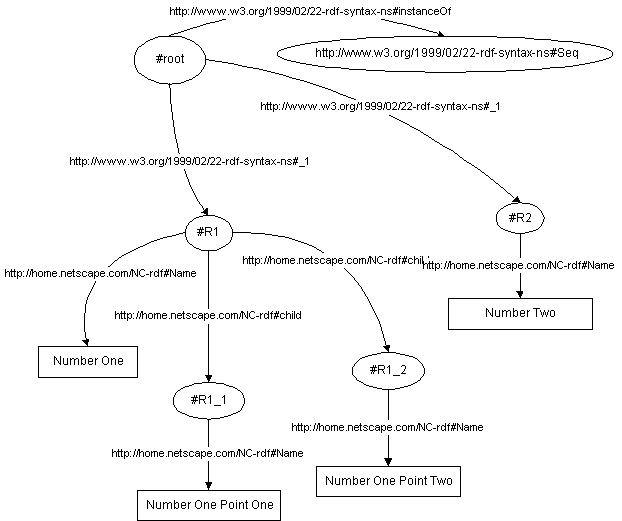 http://www.w3.org/1999/02/22-rdf-syntax-ns#instanceOf
#root
http://www.w3.org/1999/02/22-rdf-syntax-ns#Seq
http://www.w3.org/1999/02/22-rdf-syntax-ns#_1
http://www.w3.org/1999/02/22-rdf-syntax-ns#_1
#R2
#R1
http://home.netscape.com/NC-rdf#Name
http://home.netscape.com/NC-rdf#chil
http://home.netscape.com/NC-rdf#Name
http://home.netscape.com/NC-rdf#child
Number Two
Number One
#R1_2
#R1_1
http://home.netscape.com/NC-rdf#Name
http://home.netscape.com/NC-rdf#Name
Number One Point Two
Number One Point One